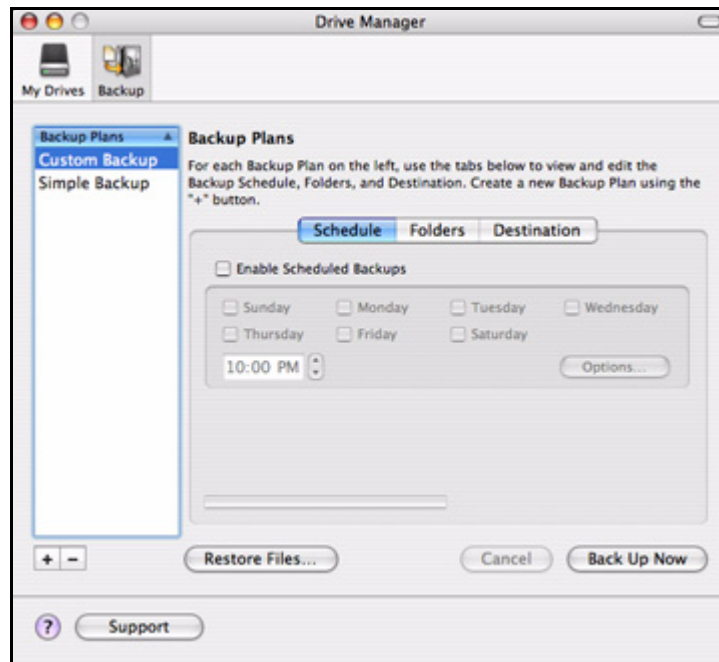 Drive Manager
My Drives Backup
Backup Plans
Custom Backup
Simple Backup
Backup Plans
For each Backup Plan on the left, use the tabs below to view and edit the
Backup Schedule, Folders, and Destination. Create a new Backup Plan using the
"+" button.
Schedule Folders Destination
Enable Scheduled Backups
Sunday Monday Tuesday Wednesday
Thursday Friday Saturday
10:00 PM Options...
+ − Restore Files... Cancel Back Up Now
? Support